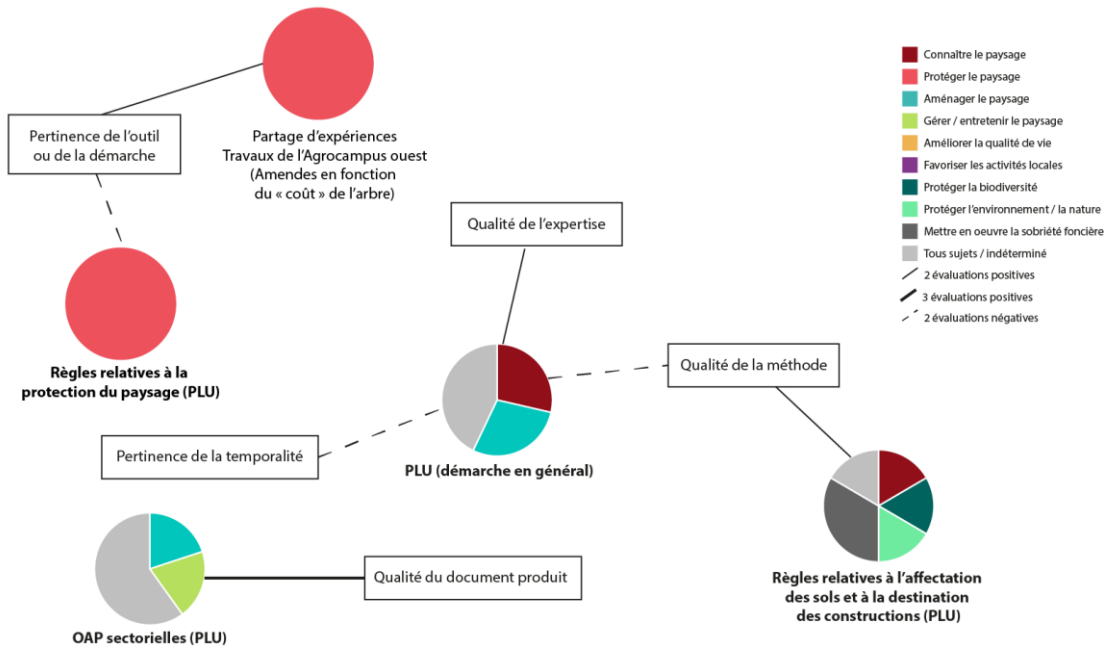 Pertinence de l'outil
ou de la démarche
Partage d'expériences
Travaux de l'Agrocampus ouest
(Amendes en fonction
du « coût » de l'arbre)
Règles relatives à la
protection du paysage (PLU)
Qualité de l'expertise
Qualité de la méthode
Pertinence de la temporalité
PLU (démarche en général)
OAP sectorielles (PLU)
Qualité du document produit
Règles relatives à l'affectation
des sols et à la destination
des constructions (PLU)
Connaître le paysage
Protéger le paysage
Aménager le paysage
Gérer / entretenir le paysage
Améliorer la qualité de vie
Favoriser les activités locales
Protéger la biodiversité
Protéger l'environnement / la nature
Mettre en oeuvre la sobriété foncière
Tous sujets / indéterminé
2 évaluations positives
3 évaluations positives
2 évaluations négatives